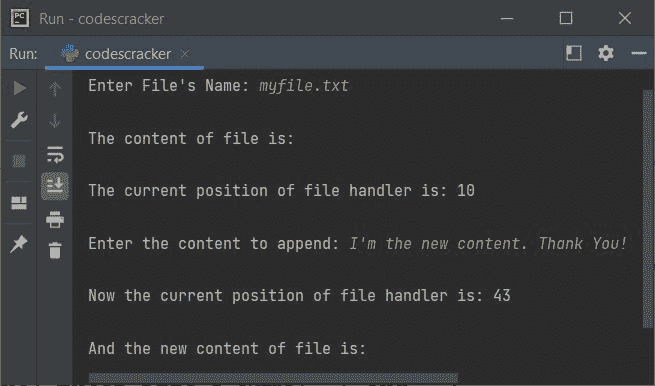 PC Run - codescracker
Run: codescracker
Enter File's Name: myfile.txt
The content of file is:
The current position of file handler is: 10
Enter the content to append: I'm the new content. Thank You!
Now the current position of file handler is: 43
And the new content of file is: